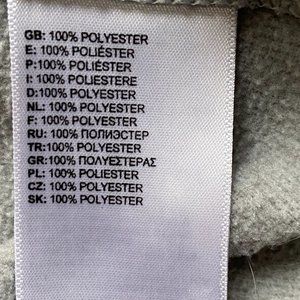 GB: 100% POLYESTER
E: 100% POLIÉSTER
P: 100% POLIÉSTER
I: 100% POLIESTERE
D: 100% POLYESTER
NL: 100% POLYESTER
F: 100% POLYESTER
RU: 100% ПОЛИЭСТЕР
TR: 100% POLYESTER
GR: 100% ΠΟΛΥΕΣΤΕΡΑΣ
PL: 100% POLIESTER
CZ: 100% POLYESTER
SK: 100% POLYESTER